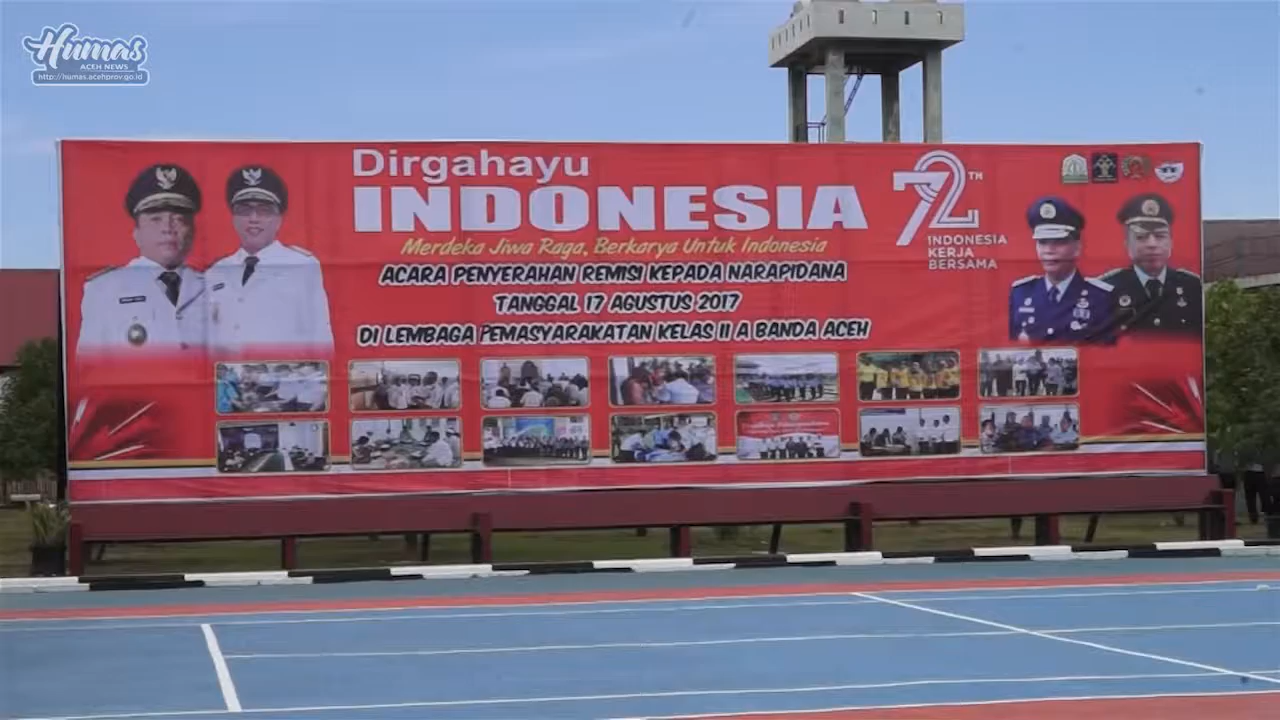 Humas
ACEH NEWS
http://humas.acehprov.go.id
Dirgahayu
INDONESIA
Merdeka Jiwa Raga, Berkarya Untuk Indonesia
ACARA PENYERAHAN REMISI KEPADA NARAPIDANA
TANGGAL 17 AGUSTUS 2017
DI LEMBAGA PEMASYARAKATAN KELAS II A BANDA ACEH
72 TM
INDONESIA
KERJA
BERSAMA